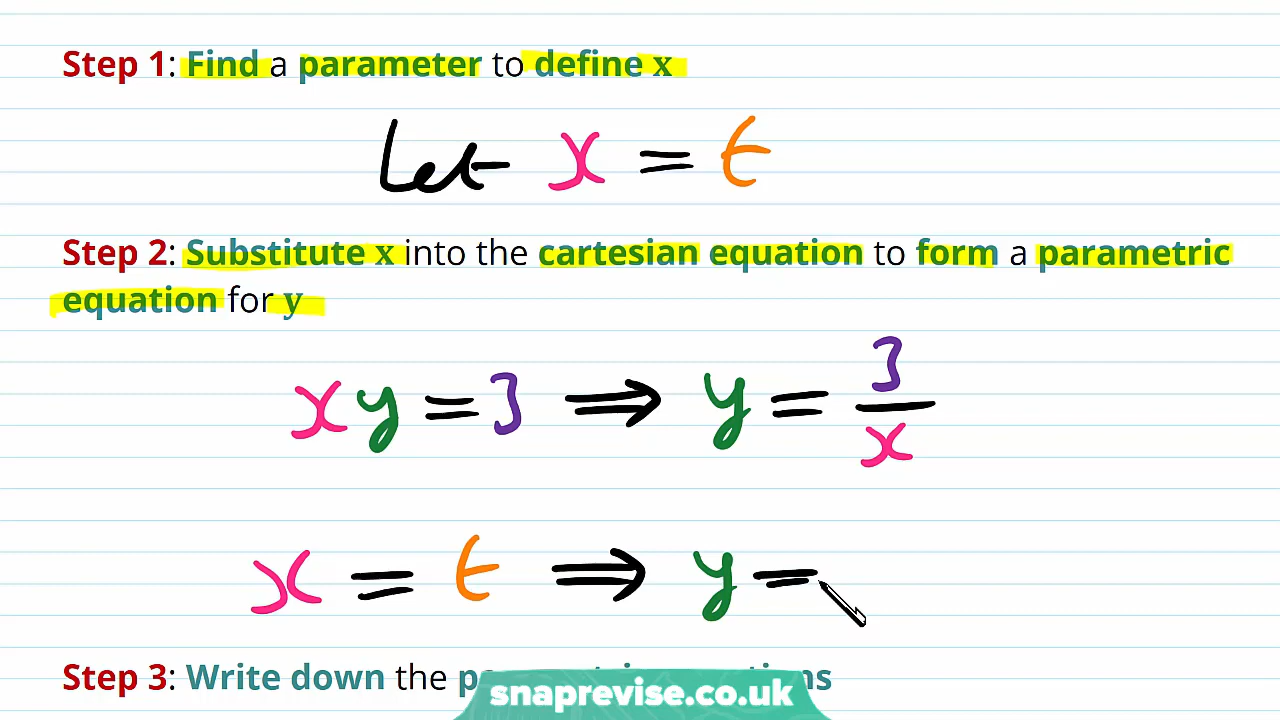 Step 1: Find a parameter to define x
Let x = t
Step 2: Substitute x into the cartesian equation to form a parametric
equation for y
xy = 3 ⟹ y = 3/x
x = t ⟹ y =
Step 3: Write down the
snaprevise.co.uk